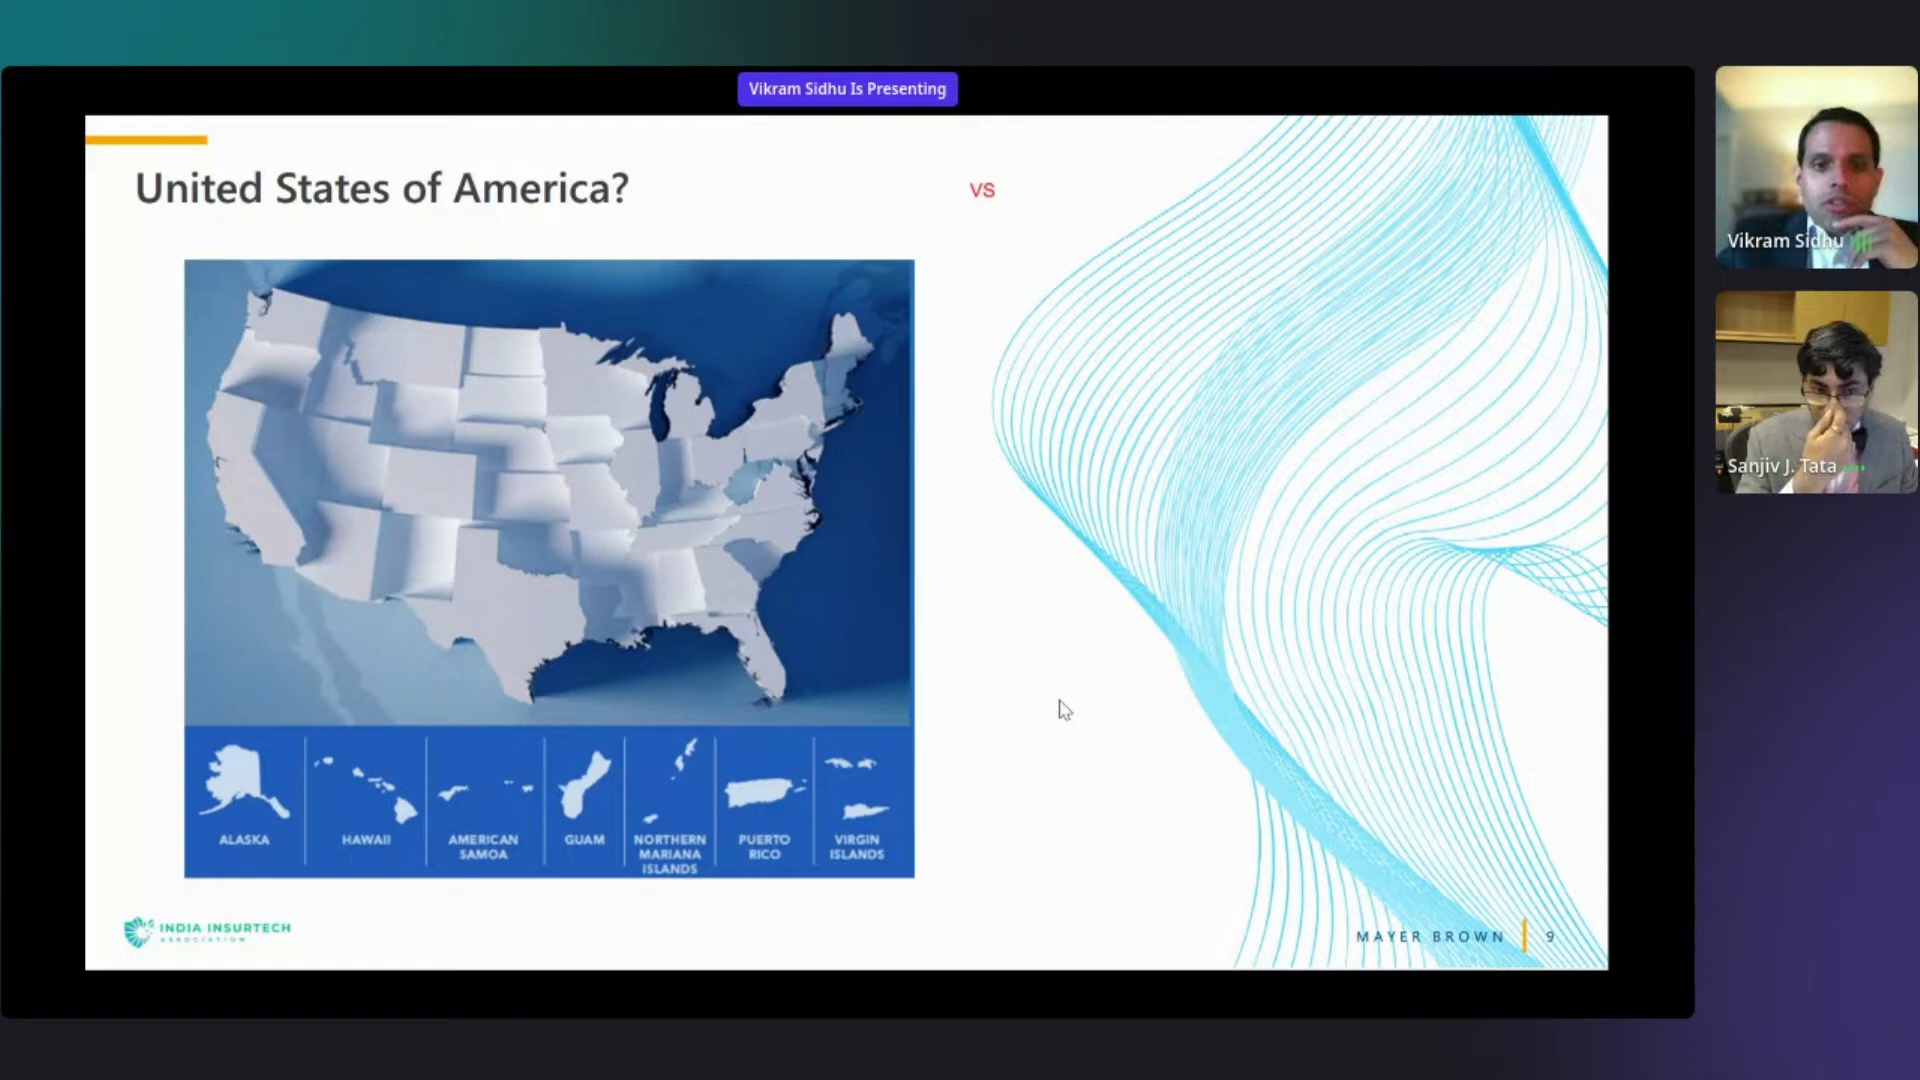 Vikram Sidhu Is Presenting
United States of America?
VS
ALASKA
HAWAII
AMERICAN
SAMOA
GUAM
NORTHERN
MARIANA
ISLANDS
PUERTO
RICO
VIRGIN
ISLANDS
INDIA INSURTECH
ASSOCIATION
MAYER BROWN
9
Vikram Sidhu
Sanjiv J. Tata